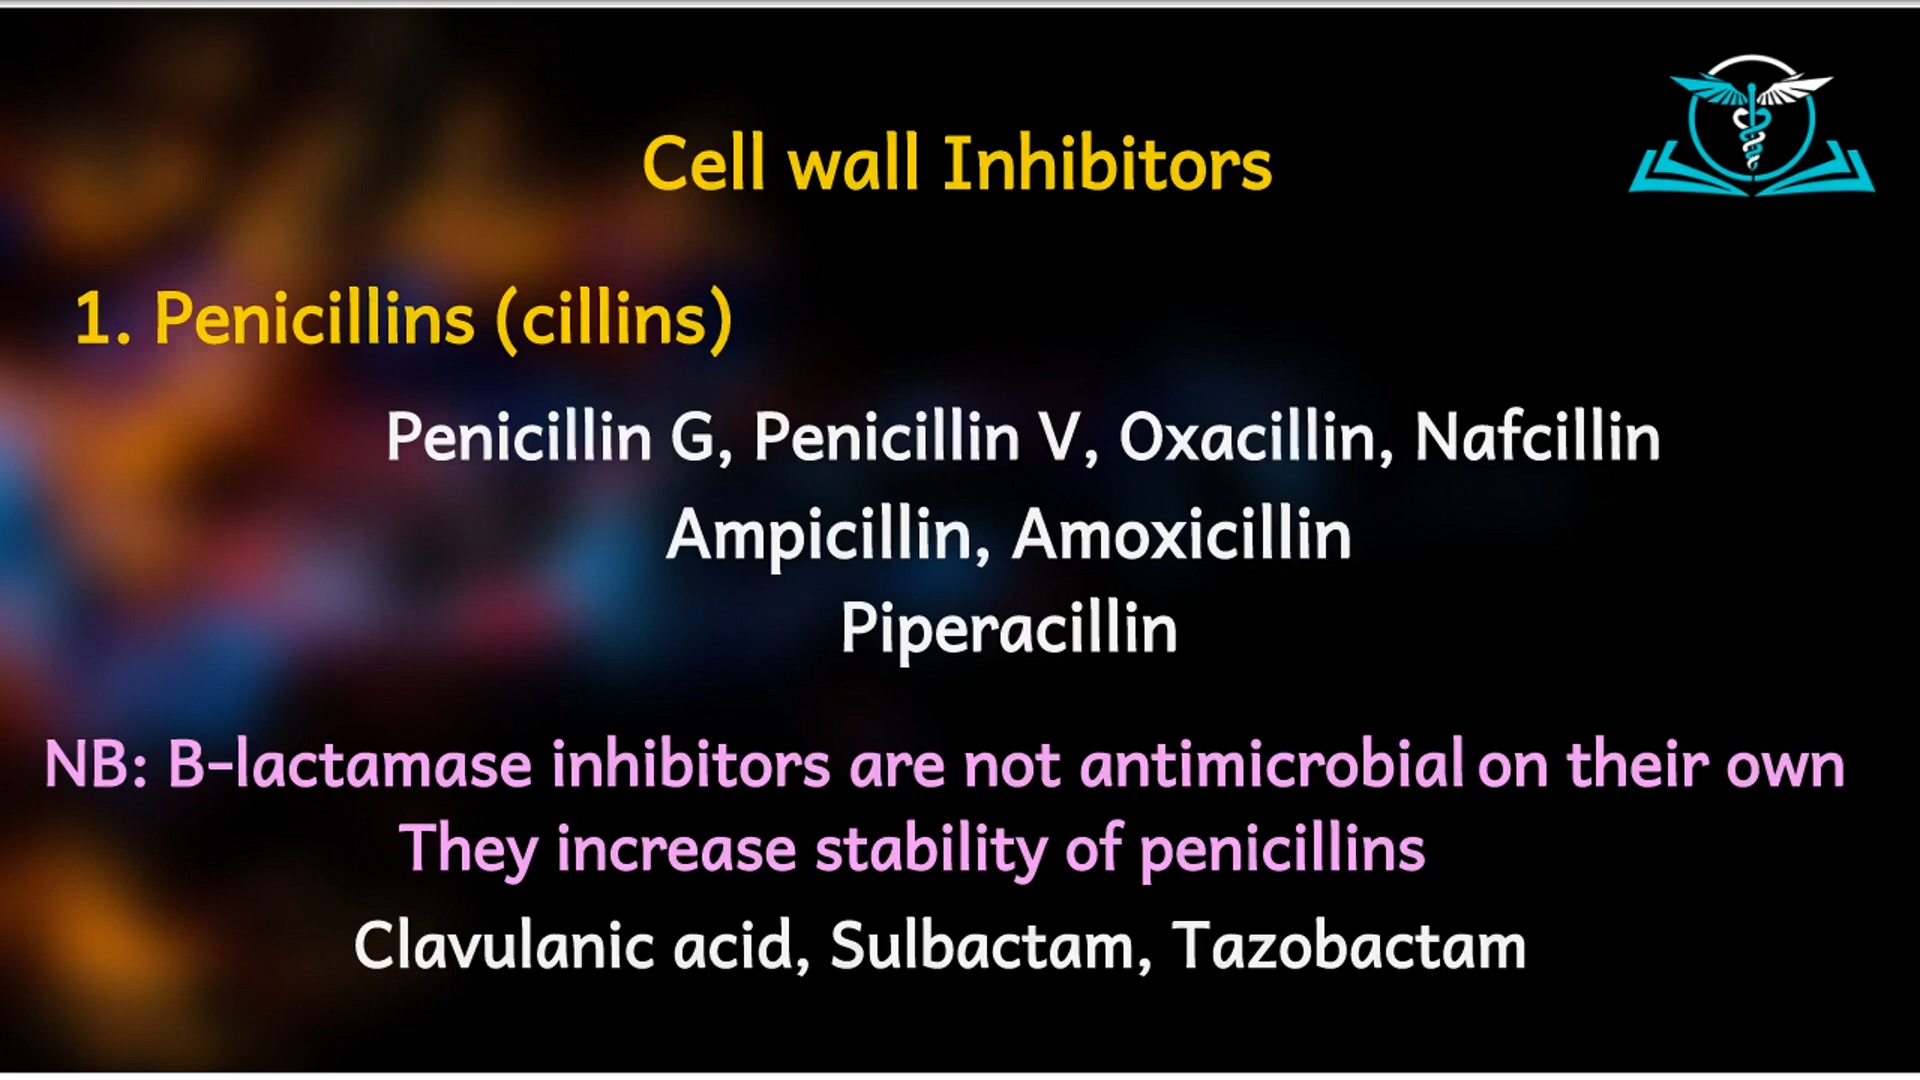 Cell wall Inhibitors
1. Penicillins (cillins)
Penicillin G, Penicillin V, Oxacillin, Nafcillin
Ampicillin, Amoxicillin
Piperacillin
NB: B-lactamase inhibitors are not antimicrobial on their own
They increase stability of penicillins
Clavulanic acid, Sulbactam, Tazobactam